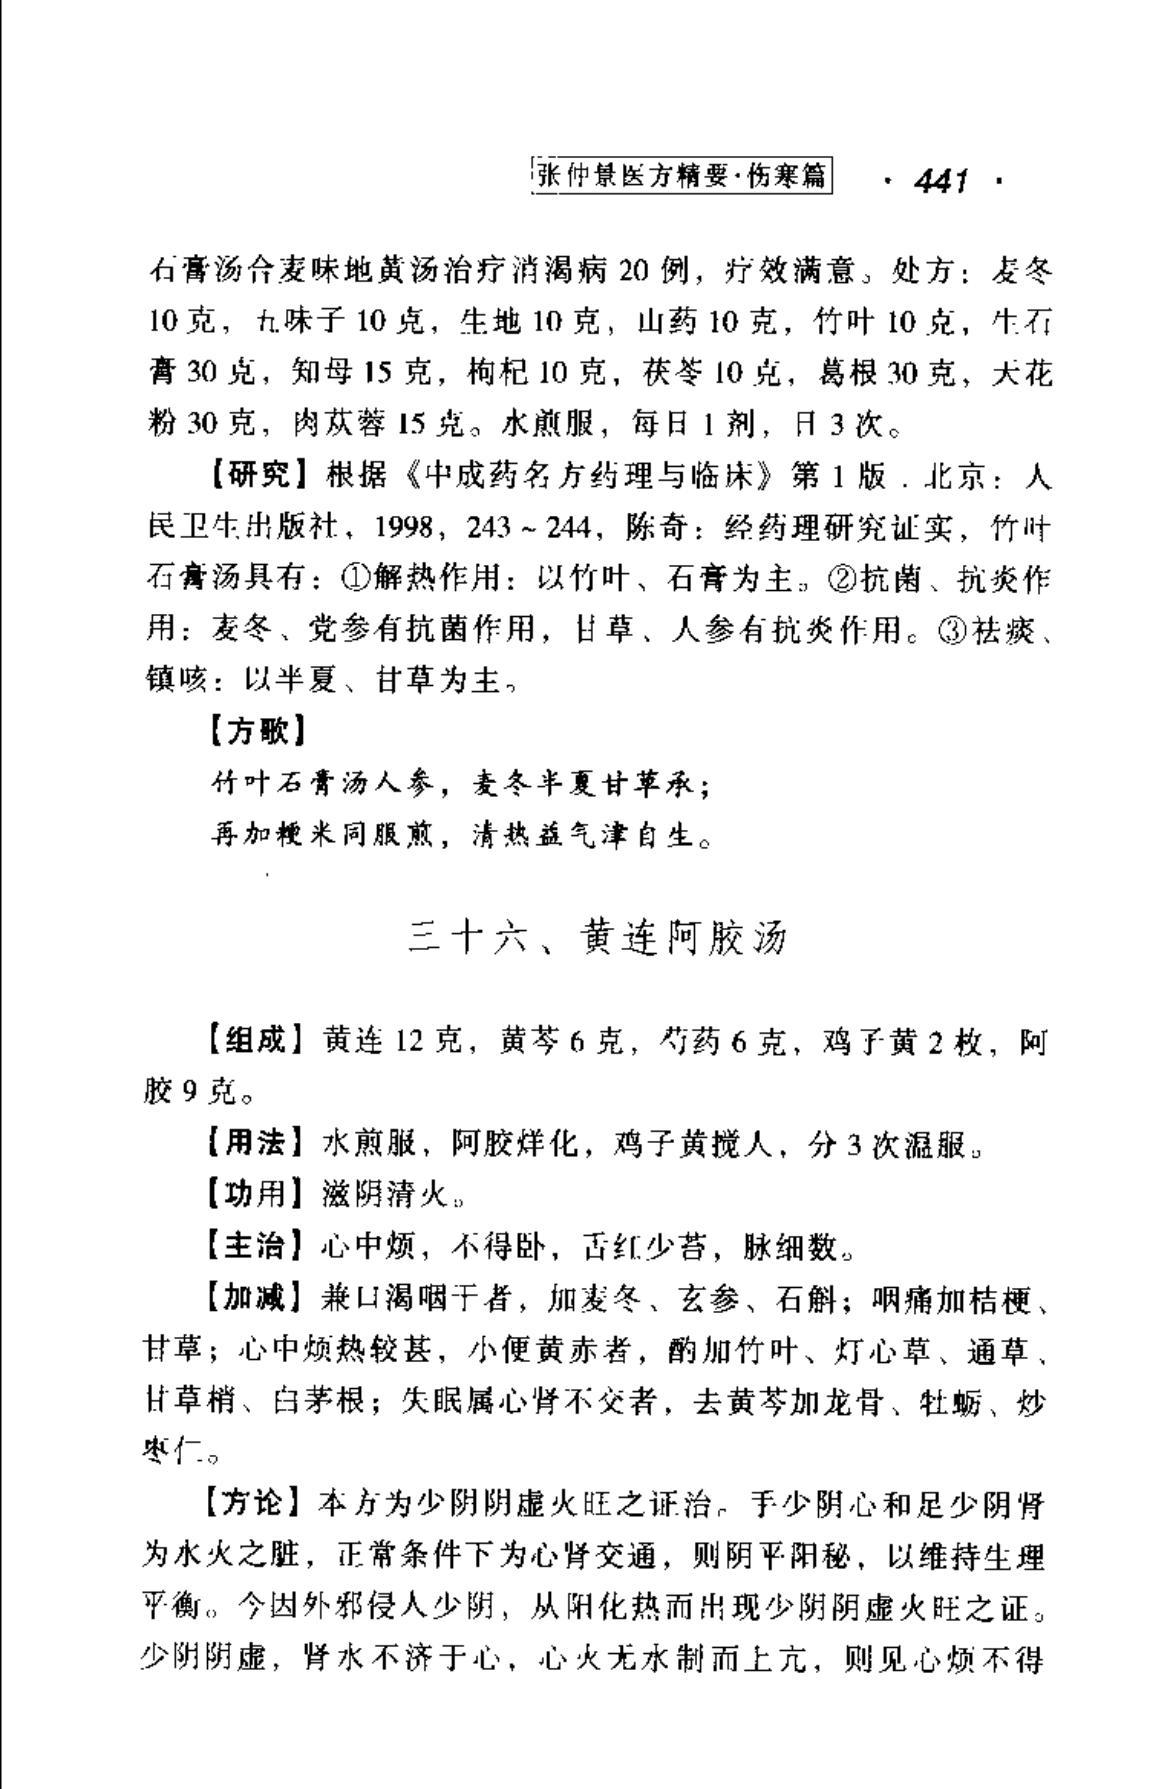 张仲景医方精要·伤寒篇 · 441 ·
石膏汤合麦味地黄汤治疗消渴病 20 例，疗效满意。处方：麦冬
10 克，五味子 10 克，生地 10 克，山药 10 克，竹叶 10 克，生石
膏 30 克，知母 15 克，枸杞 10 克，茯苓 10 克，葛根 30 克，天花
粉 30 克，肉苁蓉 15 克。水煎服，每日 1 剂，日 3 次。
【研究】根据《中成药名方药理与临床》第 1 版．北京：人
民卫生出版社，1998，243～244，陈奇：经药理研究证实，竹叶
石膏汤具有：①解热作用：以竹叶、石膏为主。②抗菌、抗炎作
用：麦冬、党参有抗菌作用，甘草、人参有抗炎作用。③祛痰、
镇咳：以半夏、甘草为主。
【方歌】
竹叶石膏汤人参，麦冬半夏甘草承；
再加粳米同服煎，清热益气津自生。
三十六、黄连阿胶汤
【组成】黄连 12 克，黄芩 6 克，芍药 6 克，鸡子黄 2 枚，阿
胶 9 克。
【用法】水煎服，阿胶烊化，鸡子黄搅入，分 3 次温服。
【功用】滋阴清火。
【主治】心中烦，不得卧，舌红少苔，脉细数。
【加减】兼口渴咽干者，加麦冬、玄参、石斛；咽痛加桔梗、
甘草；心中烦热较甚，小便黄赤者，酌加竹叶、灯心草、通草、
甘草梢、白茅根；失眠属心肾不交者，去黄芩加龙骨、牡蛎、炒
枣仁。
【方论】本方为少阴阴虚火旺之证治。手少阴心和足少阴肾
为水火之脏，正常条件下为心肾交通，则阴平阳秘，以维持生理
平衡。今因外邪侵入少阴，从阳化热而出现少阴阴虚火旺之证。
少阴阴虚，肾水不济于心，心火无水制而上亢，则见心烦不得